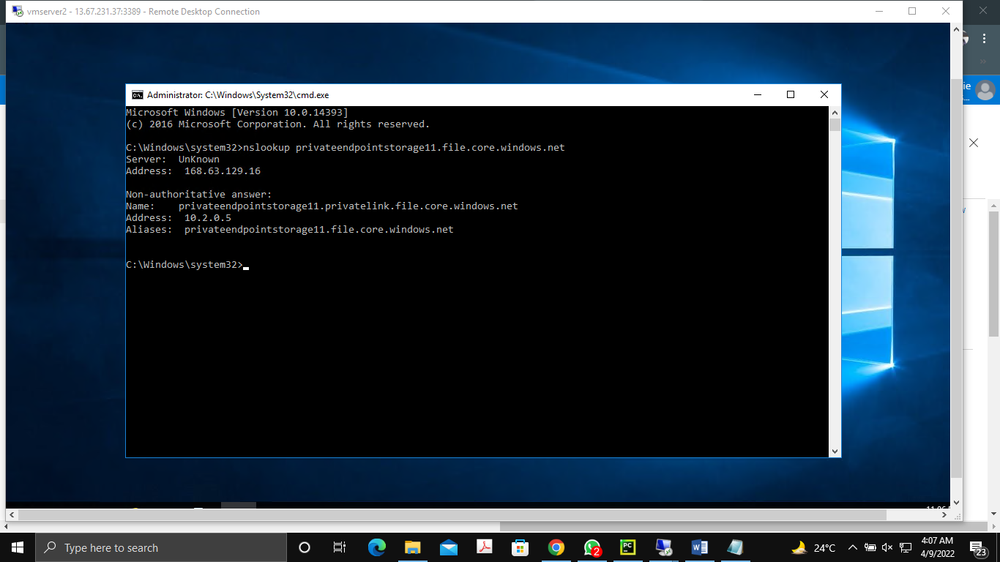 vmserver2 - 13.67.231.37:3389 - Remote Desktop Connection
ie
Administrator: C:\Windows\System32\cmd.exe
Microsoft Windows [Version 10.0.14393]
(c) 2016 Microsoft Corporation. All rights reserved.
C:\Windows\system32>nslookup privateendpointstorage11.file.core.windows.net
Server:  UnKnown
Address:  168.63.129.16
Non-authoritative answer:
Name:    privateendpointstorage11.privatelink.file.core.windows.net
Address:  10.2.0.5
Aliases:  privateendpointstorage11.file.core.windows.net
C:\Windows\system32>
Type here to search
PC
2
24°C
4:07 AM
4/9/2022
23